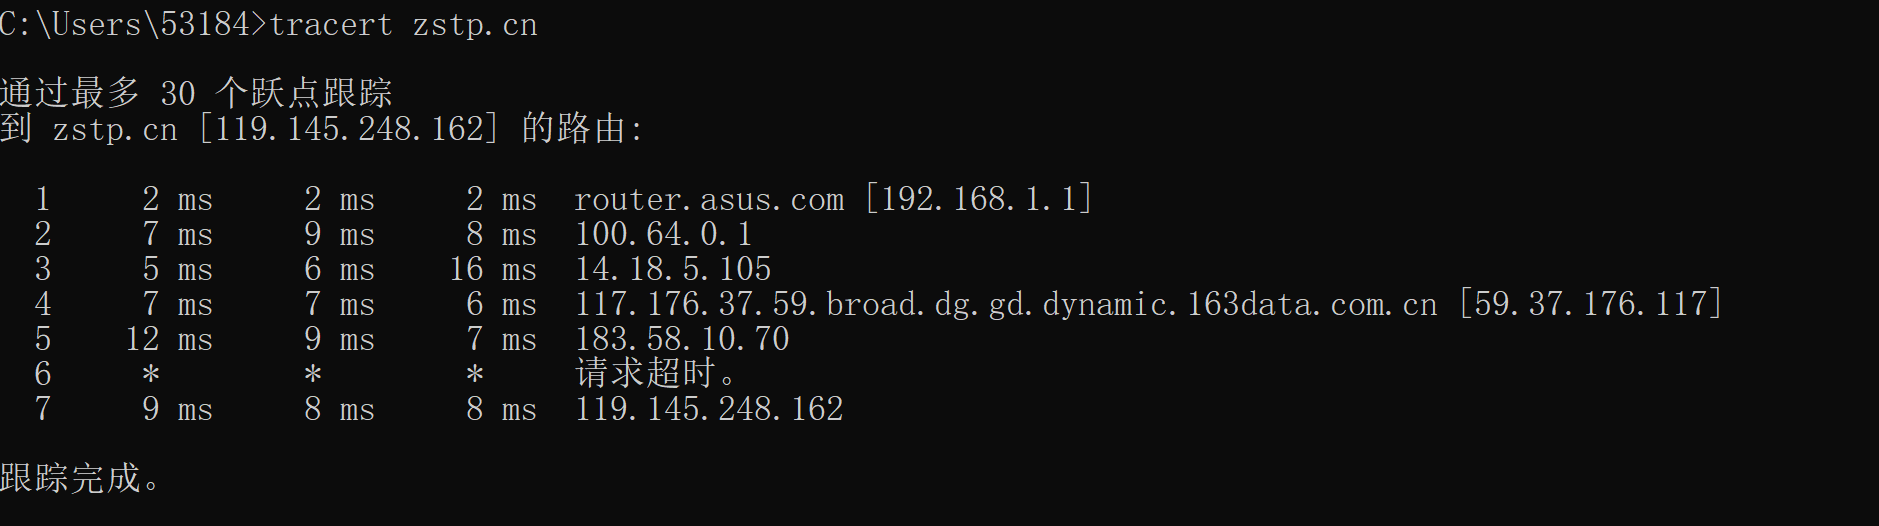 C:\Users\53184>tracert zstp.cn
通过最多 30 个跃点跟踪
到 zstp.cn [119.145.248.162] 的路由:
1 2 ms 2 ms 2 ms router.asus.com [192.168.1.1]
2 7 ms 9 ms 8 ms 100.64.0.1
3 5 ms 6 ms 16 ms 14.18.5.105
4 7 ms 7 ms 6 ms 117.176.37.59.broad.dg.gd.dynamic.163data.com.cn [59.37.176.117]
5 12 ms 9 ms 7 ms 183.58.10.70
6 * * * 请求超时。
7 9 ms 8 ms 8 ms 119.145.248.162
跟踪完成。